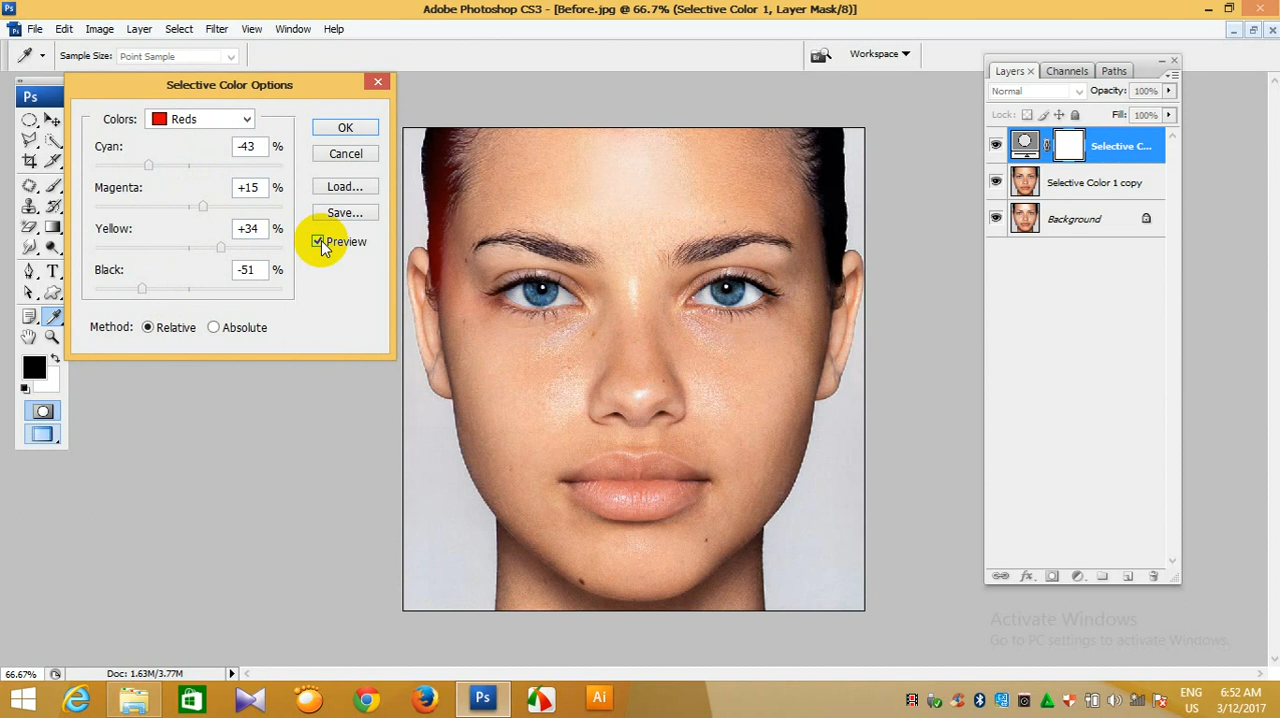 Adobe Photoshop CS3 - [Before.jpg @ 66.7% (Selective Color 1, Layer Mask/8)]
Ps File Edit Image Layer Select Filter View Window Help
Sample Size: Point Sample
Br Workspace
Ps
Selective Color Options
Colors: Reds
Cyan: -43 %
Magenta: +15 %
Yellow: +34 %
Black: -51 %
Method: Relative Absolute
OK
Cancel
Load...
Save...
Preview
T
Layers Channels Paths
Normal Opacity: 100%
Lock: Fill: 100%
Selective C...
Selective Color 1 copy
Background
fx
Activate Windows
Go to PC settings to activate Windows.
66.67% Doc: 1.63M/3.77M
Ps Ai
ENG 6:52 AM
US 3/12/2017